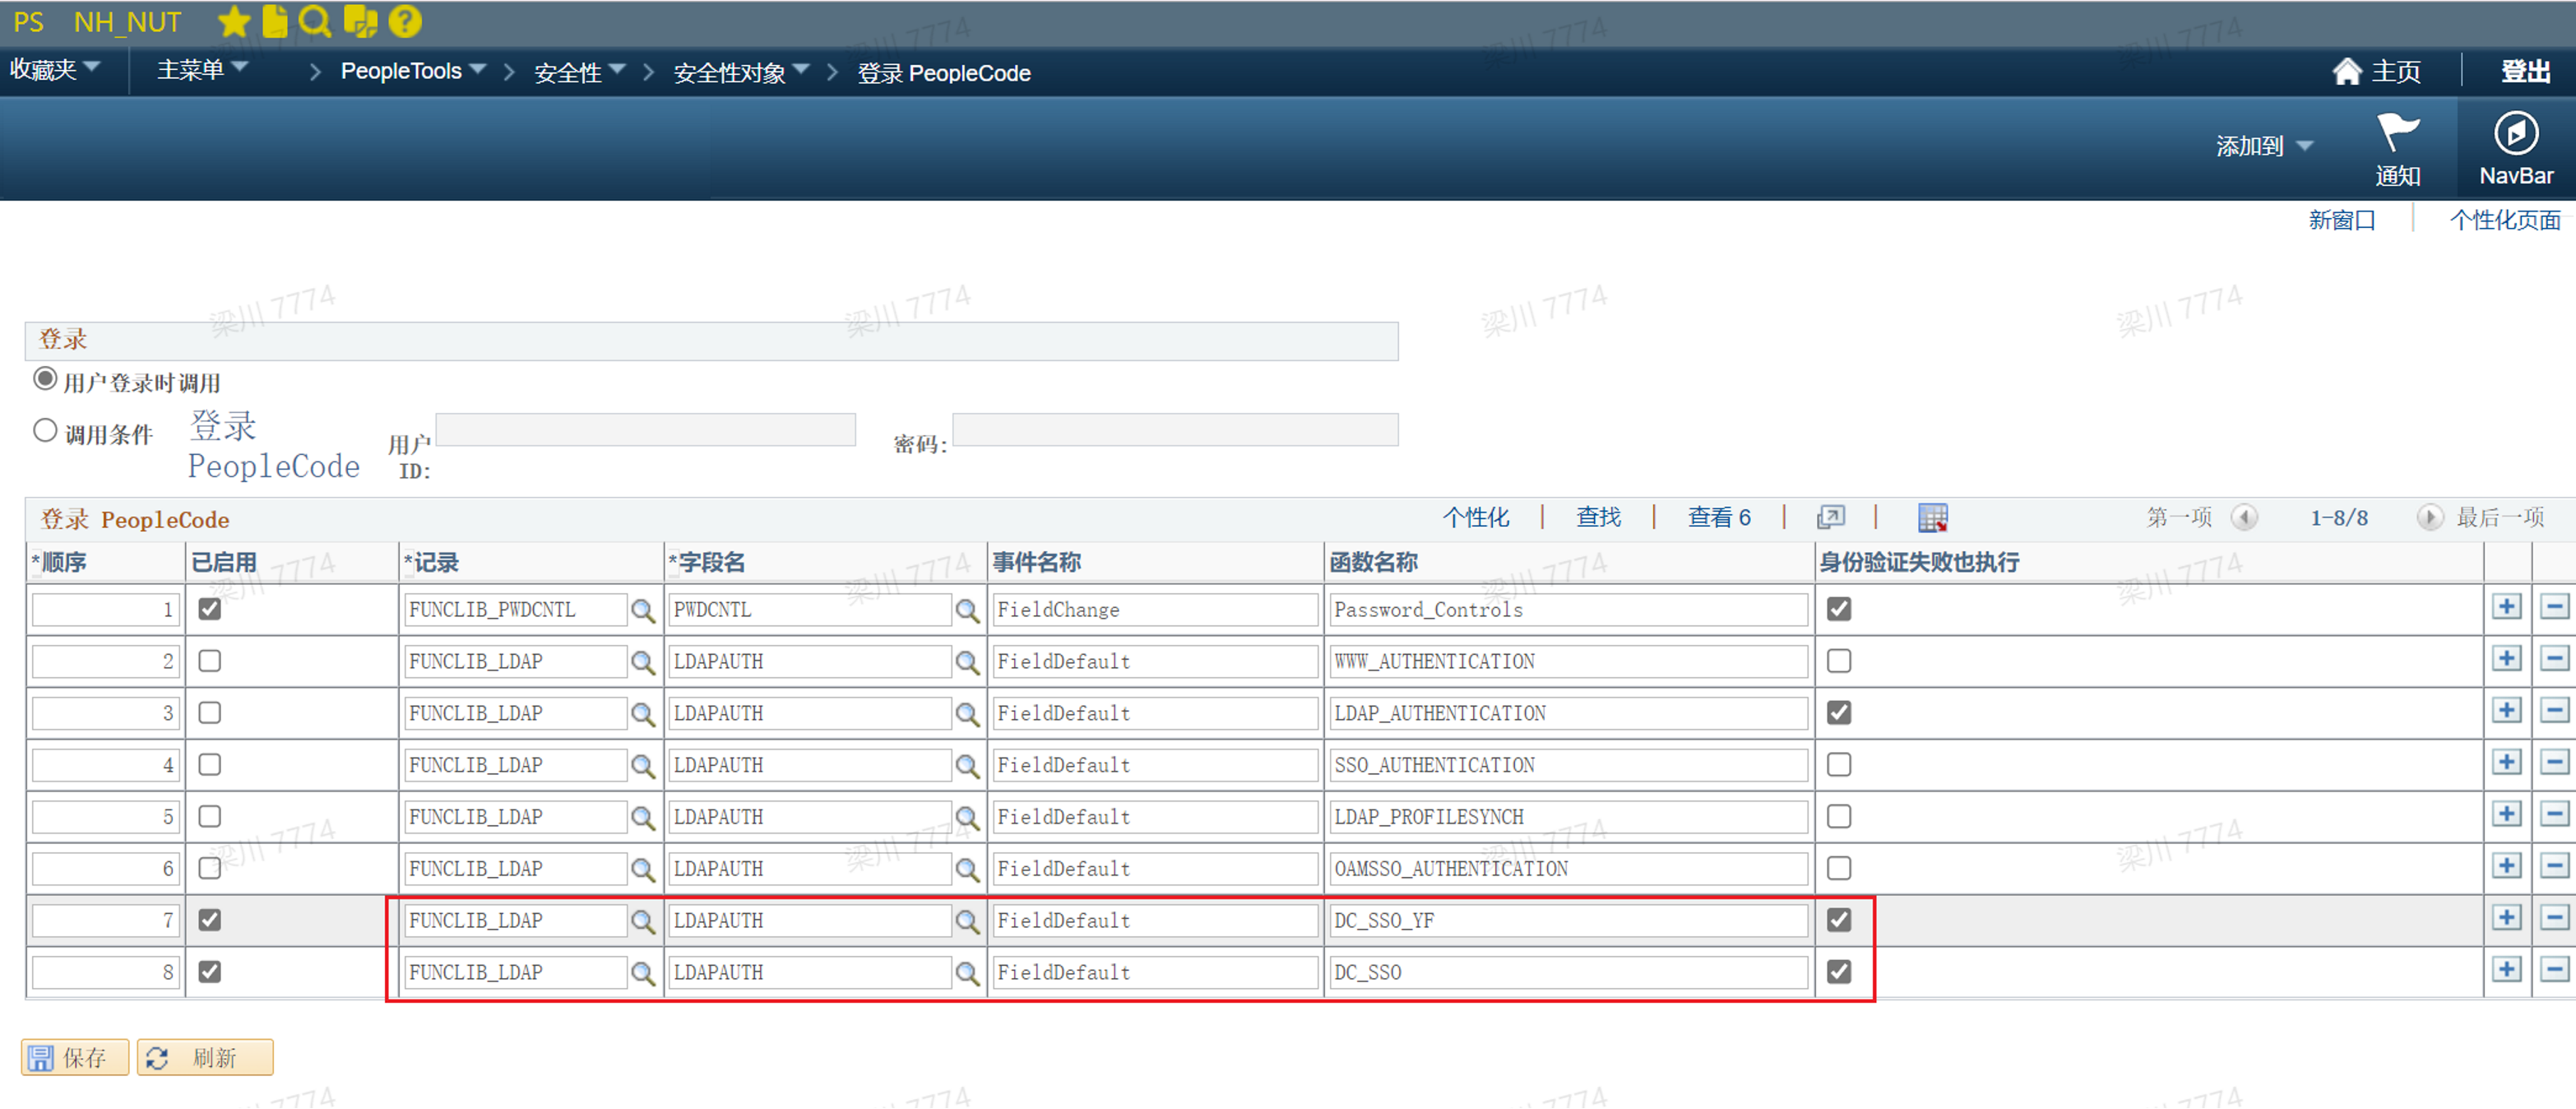 PS NH_NUT
收藏夹 主菜单 > PeopleTools > 安全性 > 安全性对象 > 登录 PeopleCode 主页 登出
添加到 通知 NavBar
新窗口 | 个性化页面
登录
用户登录时调用
调用条件 登录 PeopleCode 用户 ID: 密码:
登录 PeopleCode 个性化 | 查找 | 查看 6 | | 第一项 1-8/8 最后一项
*顺序 已启用 *记录 *字段名 事件名称 函数名称 身份验证失败也执行
1 FUNCLIB_PWDCNTL PWDCNTL FieldChange Password_Controls
2 FUNCLIB_LDAP LDAPAUTH FieldDefault WWW_AUTHENTICATION
3 FUNCLIB_LDAP LDAPAUTH FieldDefault LDAP_AUTHENTICATION
4 FUNCLIB_LDAP LDAPAUTH FieldDefault SSO_AUTHENTICATION
5 FUNCLIB_LDAP LDAPAUTH FieldDefault LDAP_PROFILESYNCH
6 FUNCLIB_LDAP LDAPAUTH FieldDefault OAMSSO_AUTHENTICATION
7 FUNCLIB_LDAP LDAPAUTH FieldDefault DC_SSO_YF
8 FUNCLIB_LDAP LDAPAUTH FieldDefault DC_SSO
保存 刷新
梁川 7774